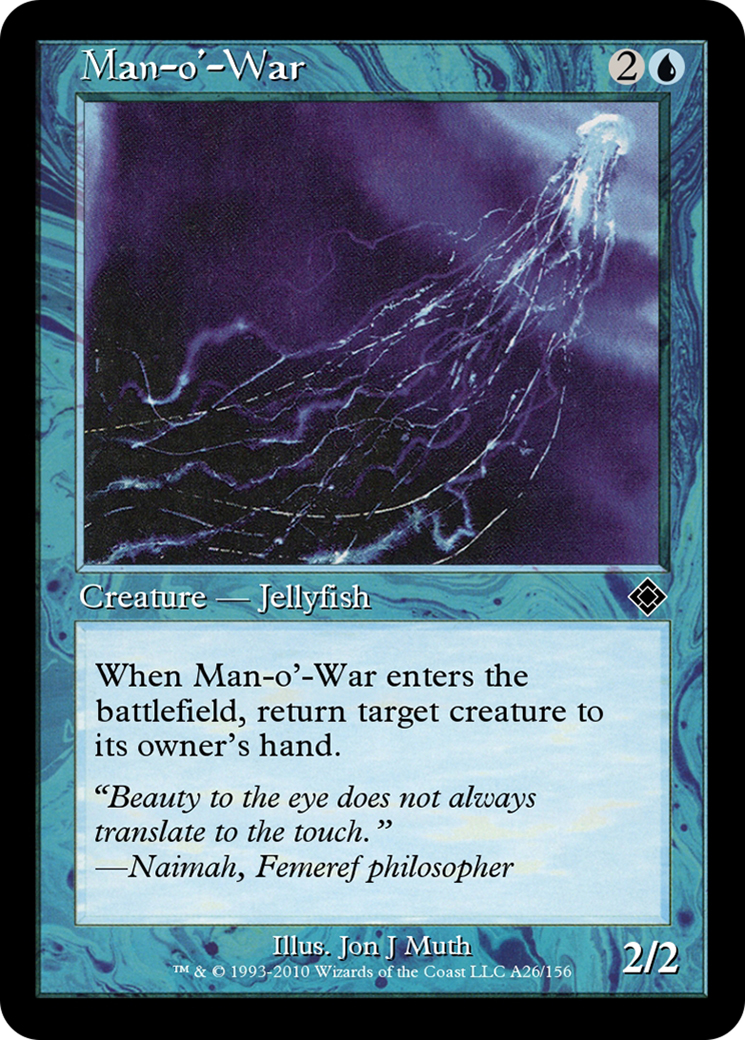 Man-o’-War 2
Creature — Jellyfish
When Man-o’-War enters the
battlefield, return target creature to
its owner’s hand.
“Beauty to the eye does not always
translate to the touch.”
—Naimah, Femeref philosopher
Illus. Jon J Muth
™ & © 1993-2010 Wizards of the Coast LLC A26/156
2/2